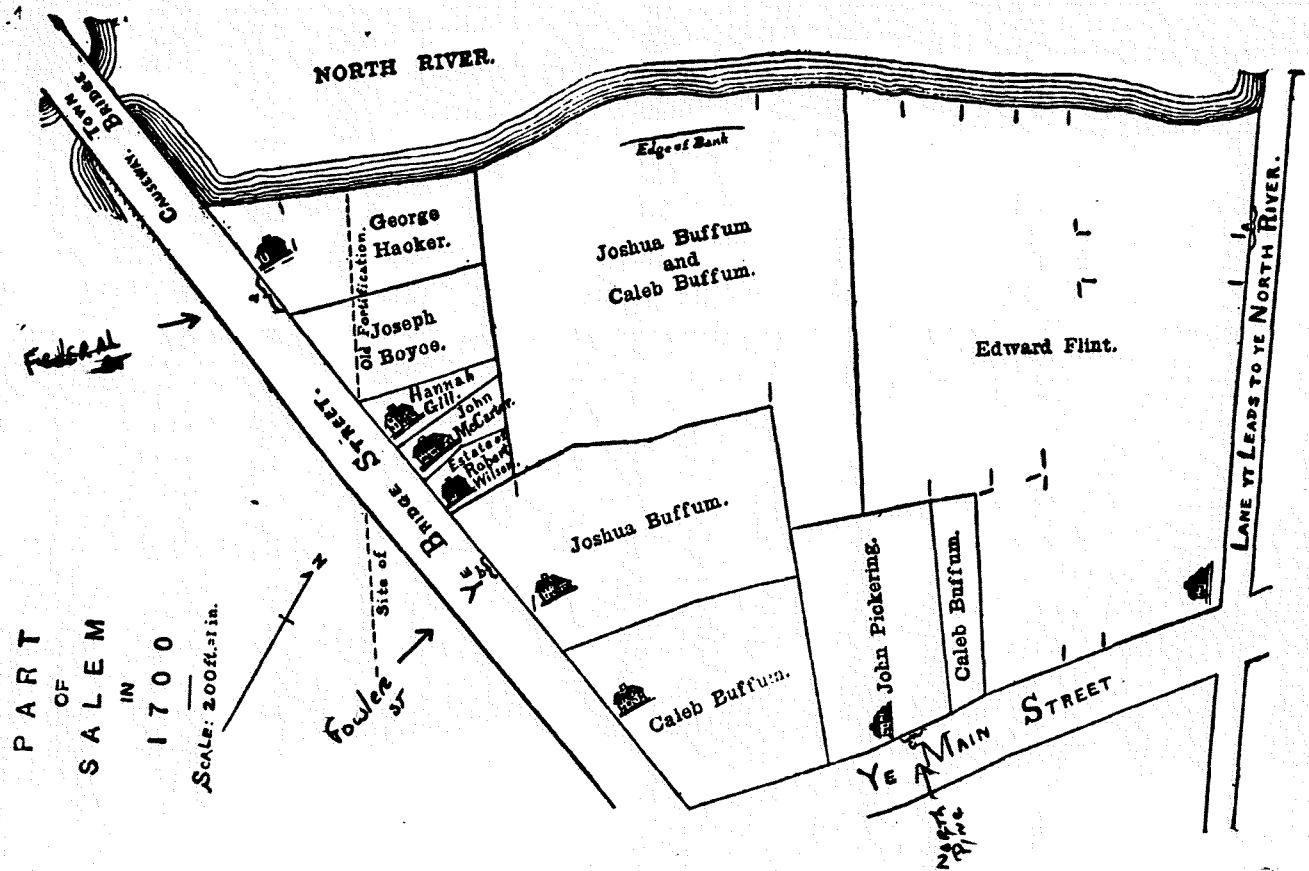 NORTH RIVER.
TOWN
BRIDGE
CAUSEWAY.
Edge of Bank
George
Hacker.
Old Fortification.
Joseph
Boyce.
Hannah
Gill.
John
McCarter.
Estate of
Robert
Wilson.
Joshua Buffum
and
Caleb Buffum.
Edward Flint.
LANE YT LEADS TO YE NORTH RIVER.
Federal
St
YE BRIDGE STREET.
Site of
Fowler
ST
Joshua Buffum.
Caleb Buffum.
John Pickering.
Caleb Buffum.
YE MAIN STREET
NORTH
PINE
N
PART
OF
SALEM
IN
1700
SCALE: 200ft.=1 in.